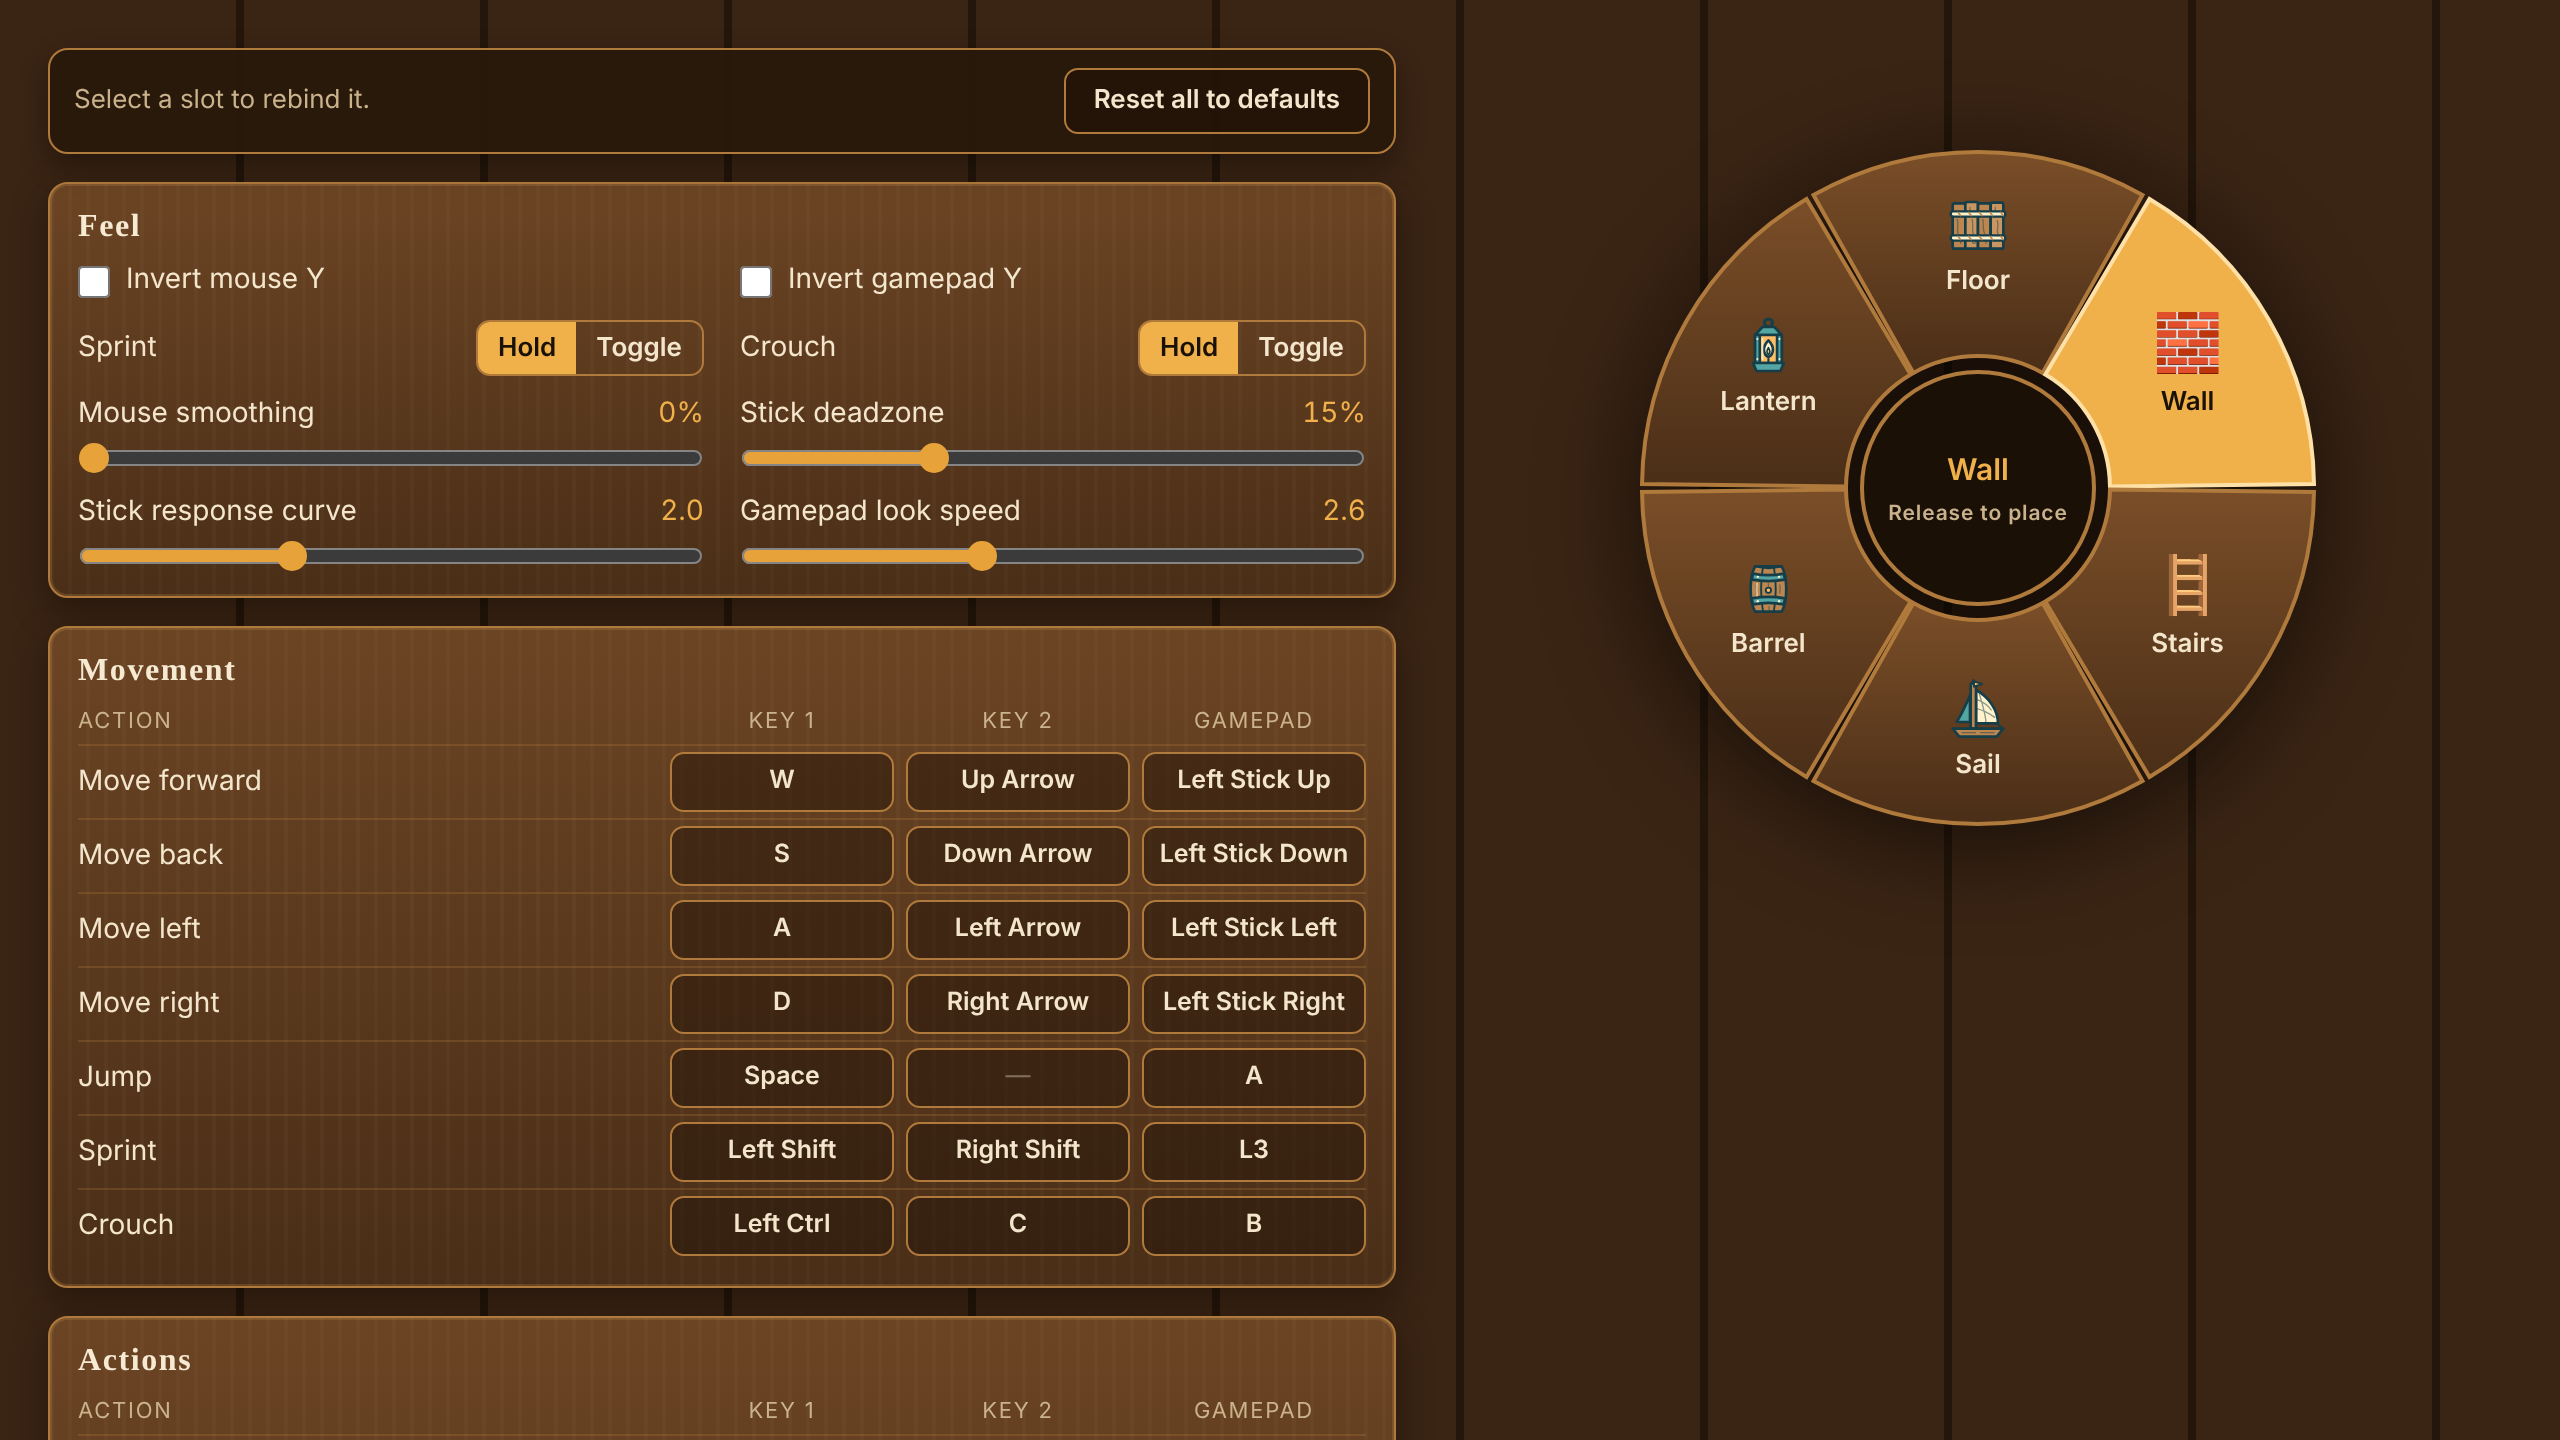 Select a slot to rebind it.
Reset all to defaults
Feel
Invert mouse Y
Invert gamepad Y
Sprint
Hold
Toggle
Crouch
Hold
Toggle
Mouse smoothing
0%
Stick deadzone
15%
Stick response curve
2.0
Gamepad look speed
2.6
Movement
ACTION KEY 1 KEY 2 GAMEPAD
Move forward W Up Arrow Left Stick Up
Move back S Down Arrow Left Stick Down
Move left A Left Arrow Left Stick Left
Move right D Right Arrow Left Stick Right
Jump Space — A
Sprint Left Shift Right Shift L3
Crouch Left Ctrl C B
Actions
ACTION KEY 1 KEY 2 GAMEPAD
Floor
Wall
Stairs
Sail
Barrel
Lantern
Wall
Release to place